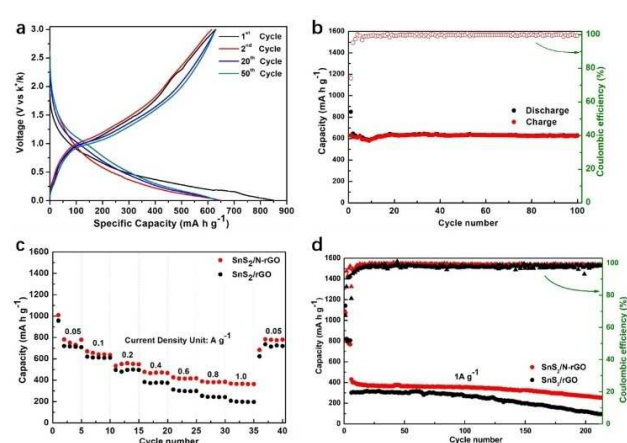 a
3.0
2.5
2.0
1.5
1.0
0.5
0.0
Voltage (V vs k⁺/k)
1st Cycle
2nd Cycle
20th Cycle
50th Cycle
0 100 200 300 400 500 600 700 800 900
Specific Capacity (mA h g⁻¹)
b
1600
1400
1200
1000
800
600
400
200
0
Capacity (mA h g⁻¹)
Discharge
Charge
100
80
60
40
20
0
Coulombic efficiency (%)
0 20 40 60 80 100
Cycle number
c
1600
1400
1200
1000
800
600
400
200
0
Capacity (mA h g⁻¹)
SnS2/N-rGO
SnS2/rGO
0.05
0.1
Current Density Unit: A g⁻¹
0.2
0.4
0.6
0.8
1.0
0.05
0 5 10 15 20 25 30 35 40
Cycle number
d
1600
1400
1200
1000
800
600
400
200
0
Capacity (mA h g⁻¹)
1A g⁻¹
SnS2/N-rGO
SnS2/rGO
100
80
60
40
20
0
Coulombic efficiency (%)
0 50 100 150 200
Cycle number